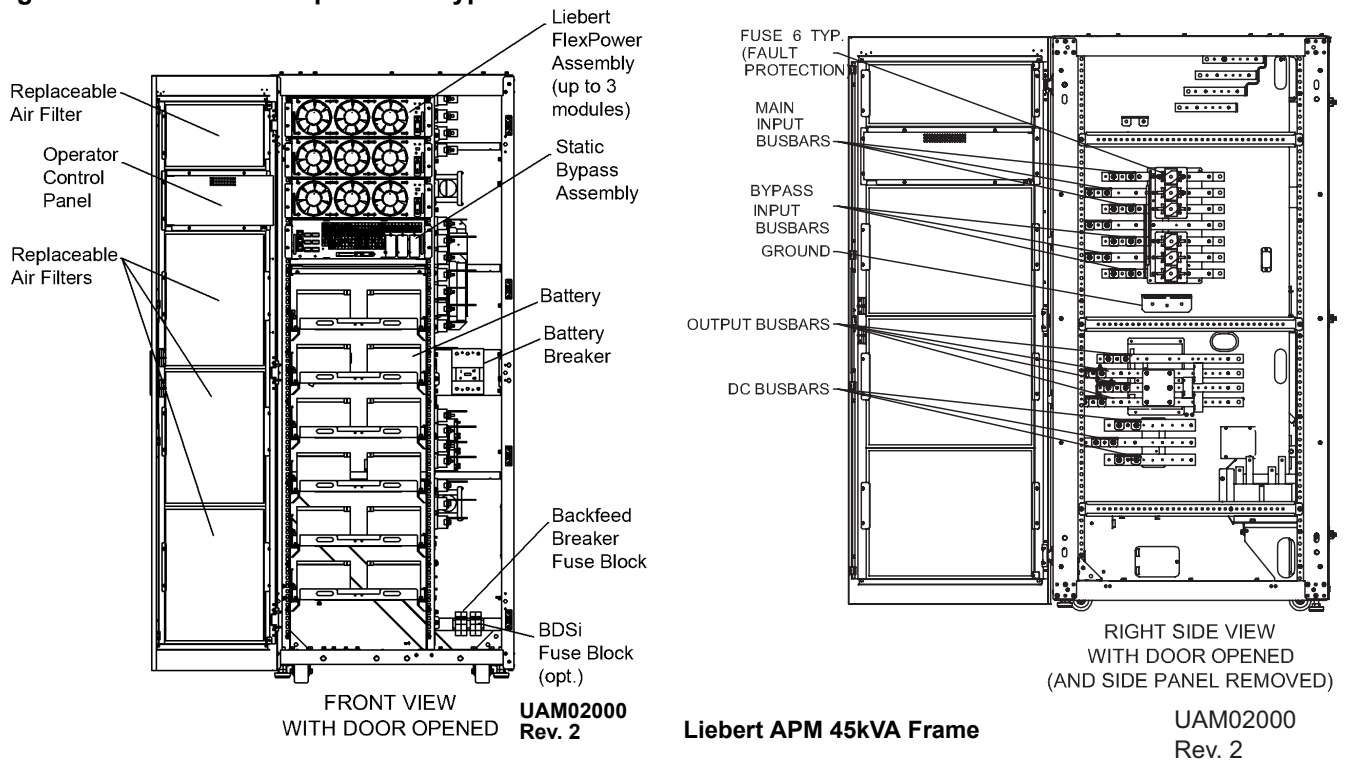 Liebert
FlexPower
Assembly
(up to 3
modules)
Replaceable
Air Filter
Operator
Control
Panel
Static
Bypass
Assembly
Replaceable
Air Filters
Battery
Battery
Breaker
Backfeed
Breaker
Fuse Block
BDSi
Fuse Block
(opt.)
FRONT VIEW
WITH DOOR OPENED
UAM02000
Rev. 2
FUSE 6 TYP.
(FAULT
PROTECTION)
MAIN
INPUT
BUSBARS
BYPASS
INPUT
BUSBARS
GROUND
OUTPUT BUSBARS
DC BUSBARS
RIGHT SIDE VIEW
WITH DOOR OPENED
(AND SIDE PANEL REMOVED)
Liebert APM 45kVA Frame
UAM02000
Rev. 2